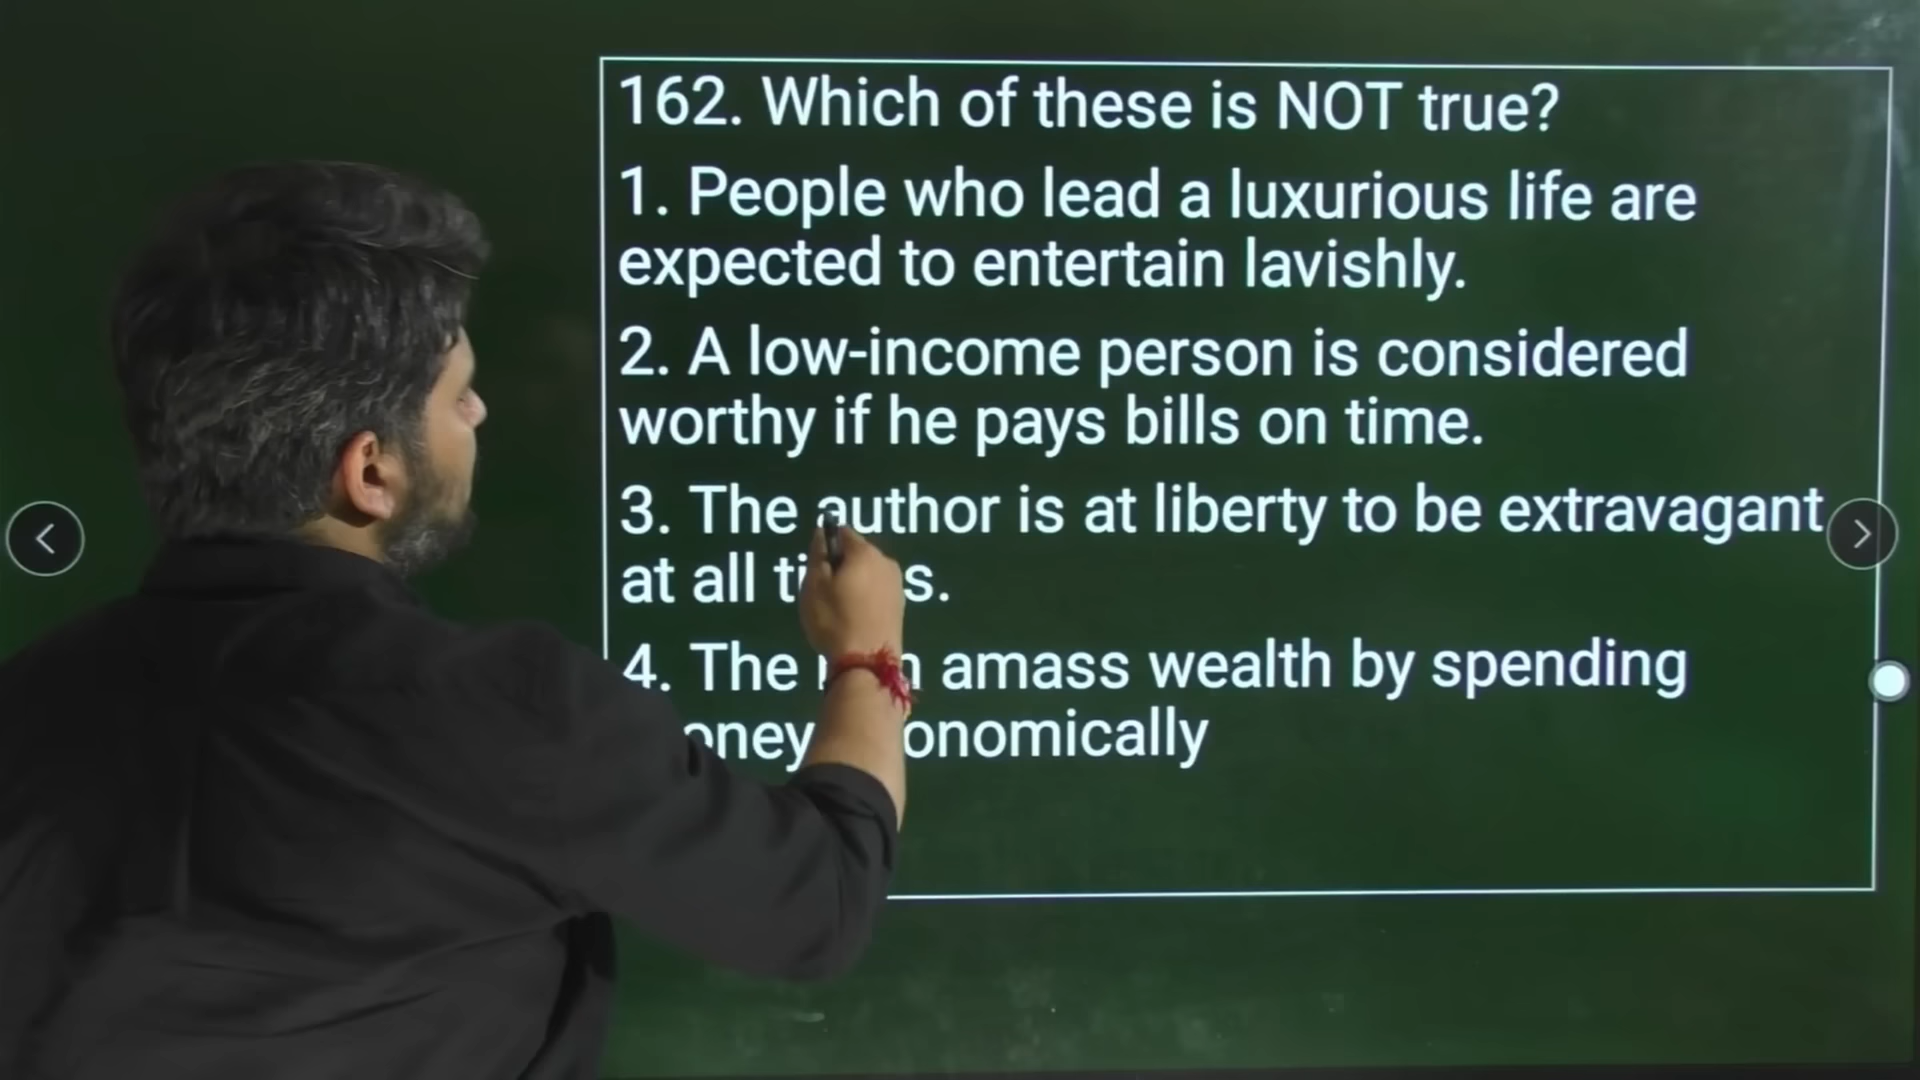 162. Which of these is NOT true?
1. People who lead a luxurious life are
expected to entertain lavishly.
2. A low-income person is considered
worthy if he pays bills on time.
3. The author is at liberty to be extravagant
at all
4. The amass wealth by spending